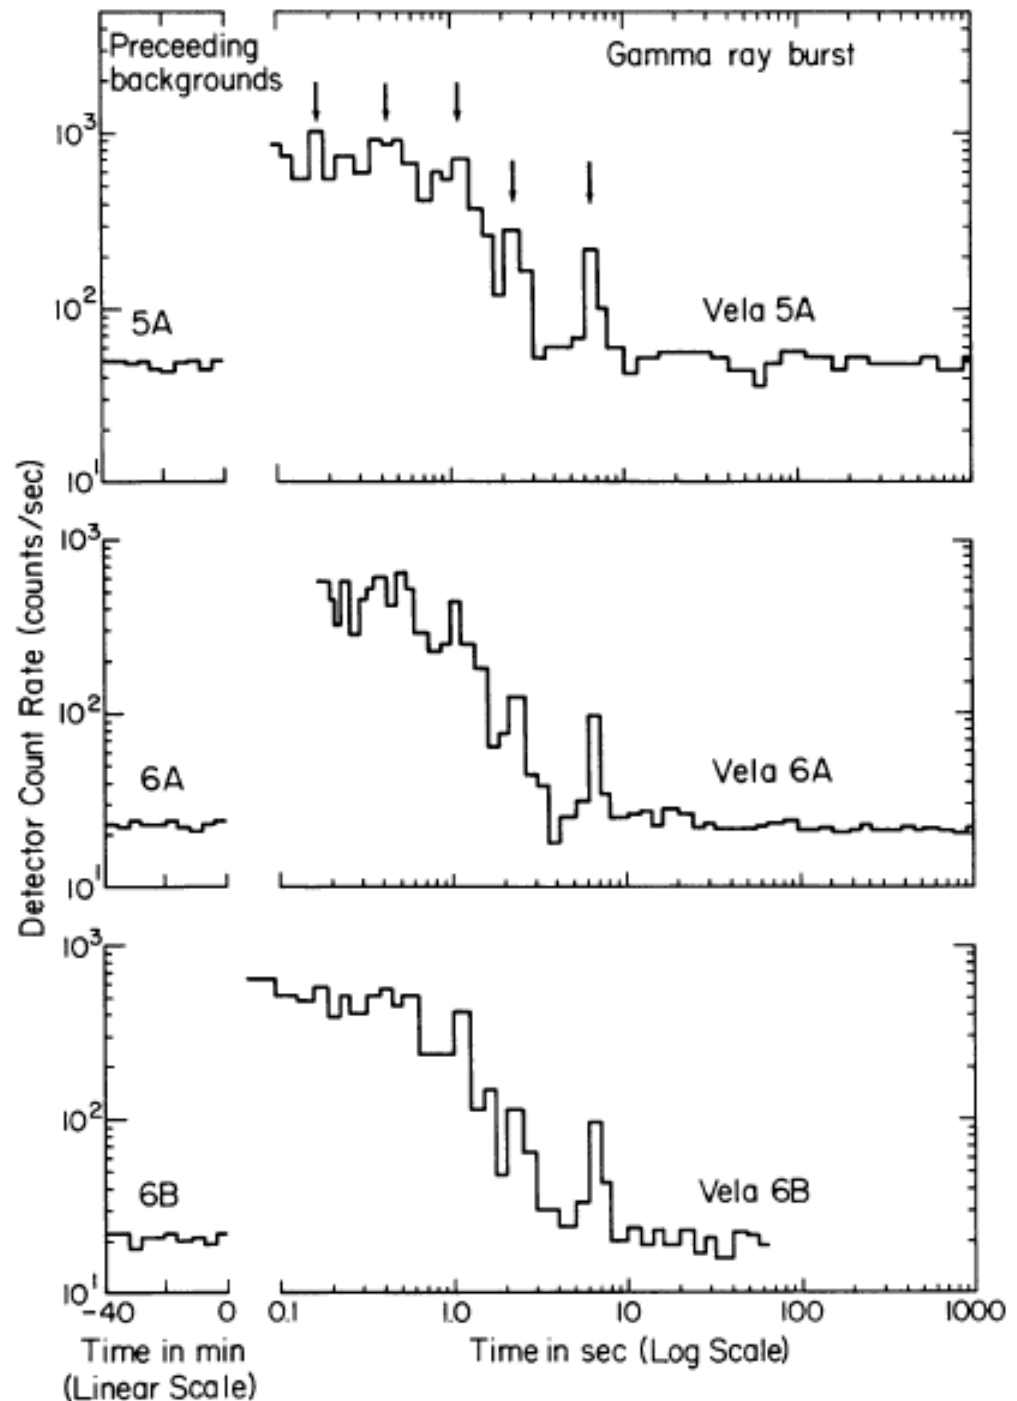 Preceeding
backgrounds
Gamma ray burst
10³
10²
10¹
5A
Vela 5A
Detector Count Rate (counts/sec)
10³
10²
10¹
6A
Vela 6A
10³
10²
10¹
6B
Vela 6B
-40 0 0.1 1.0 10 100 1000
Time in min
(Linear Scale)
Time in sec (Log Scale)